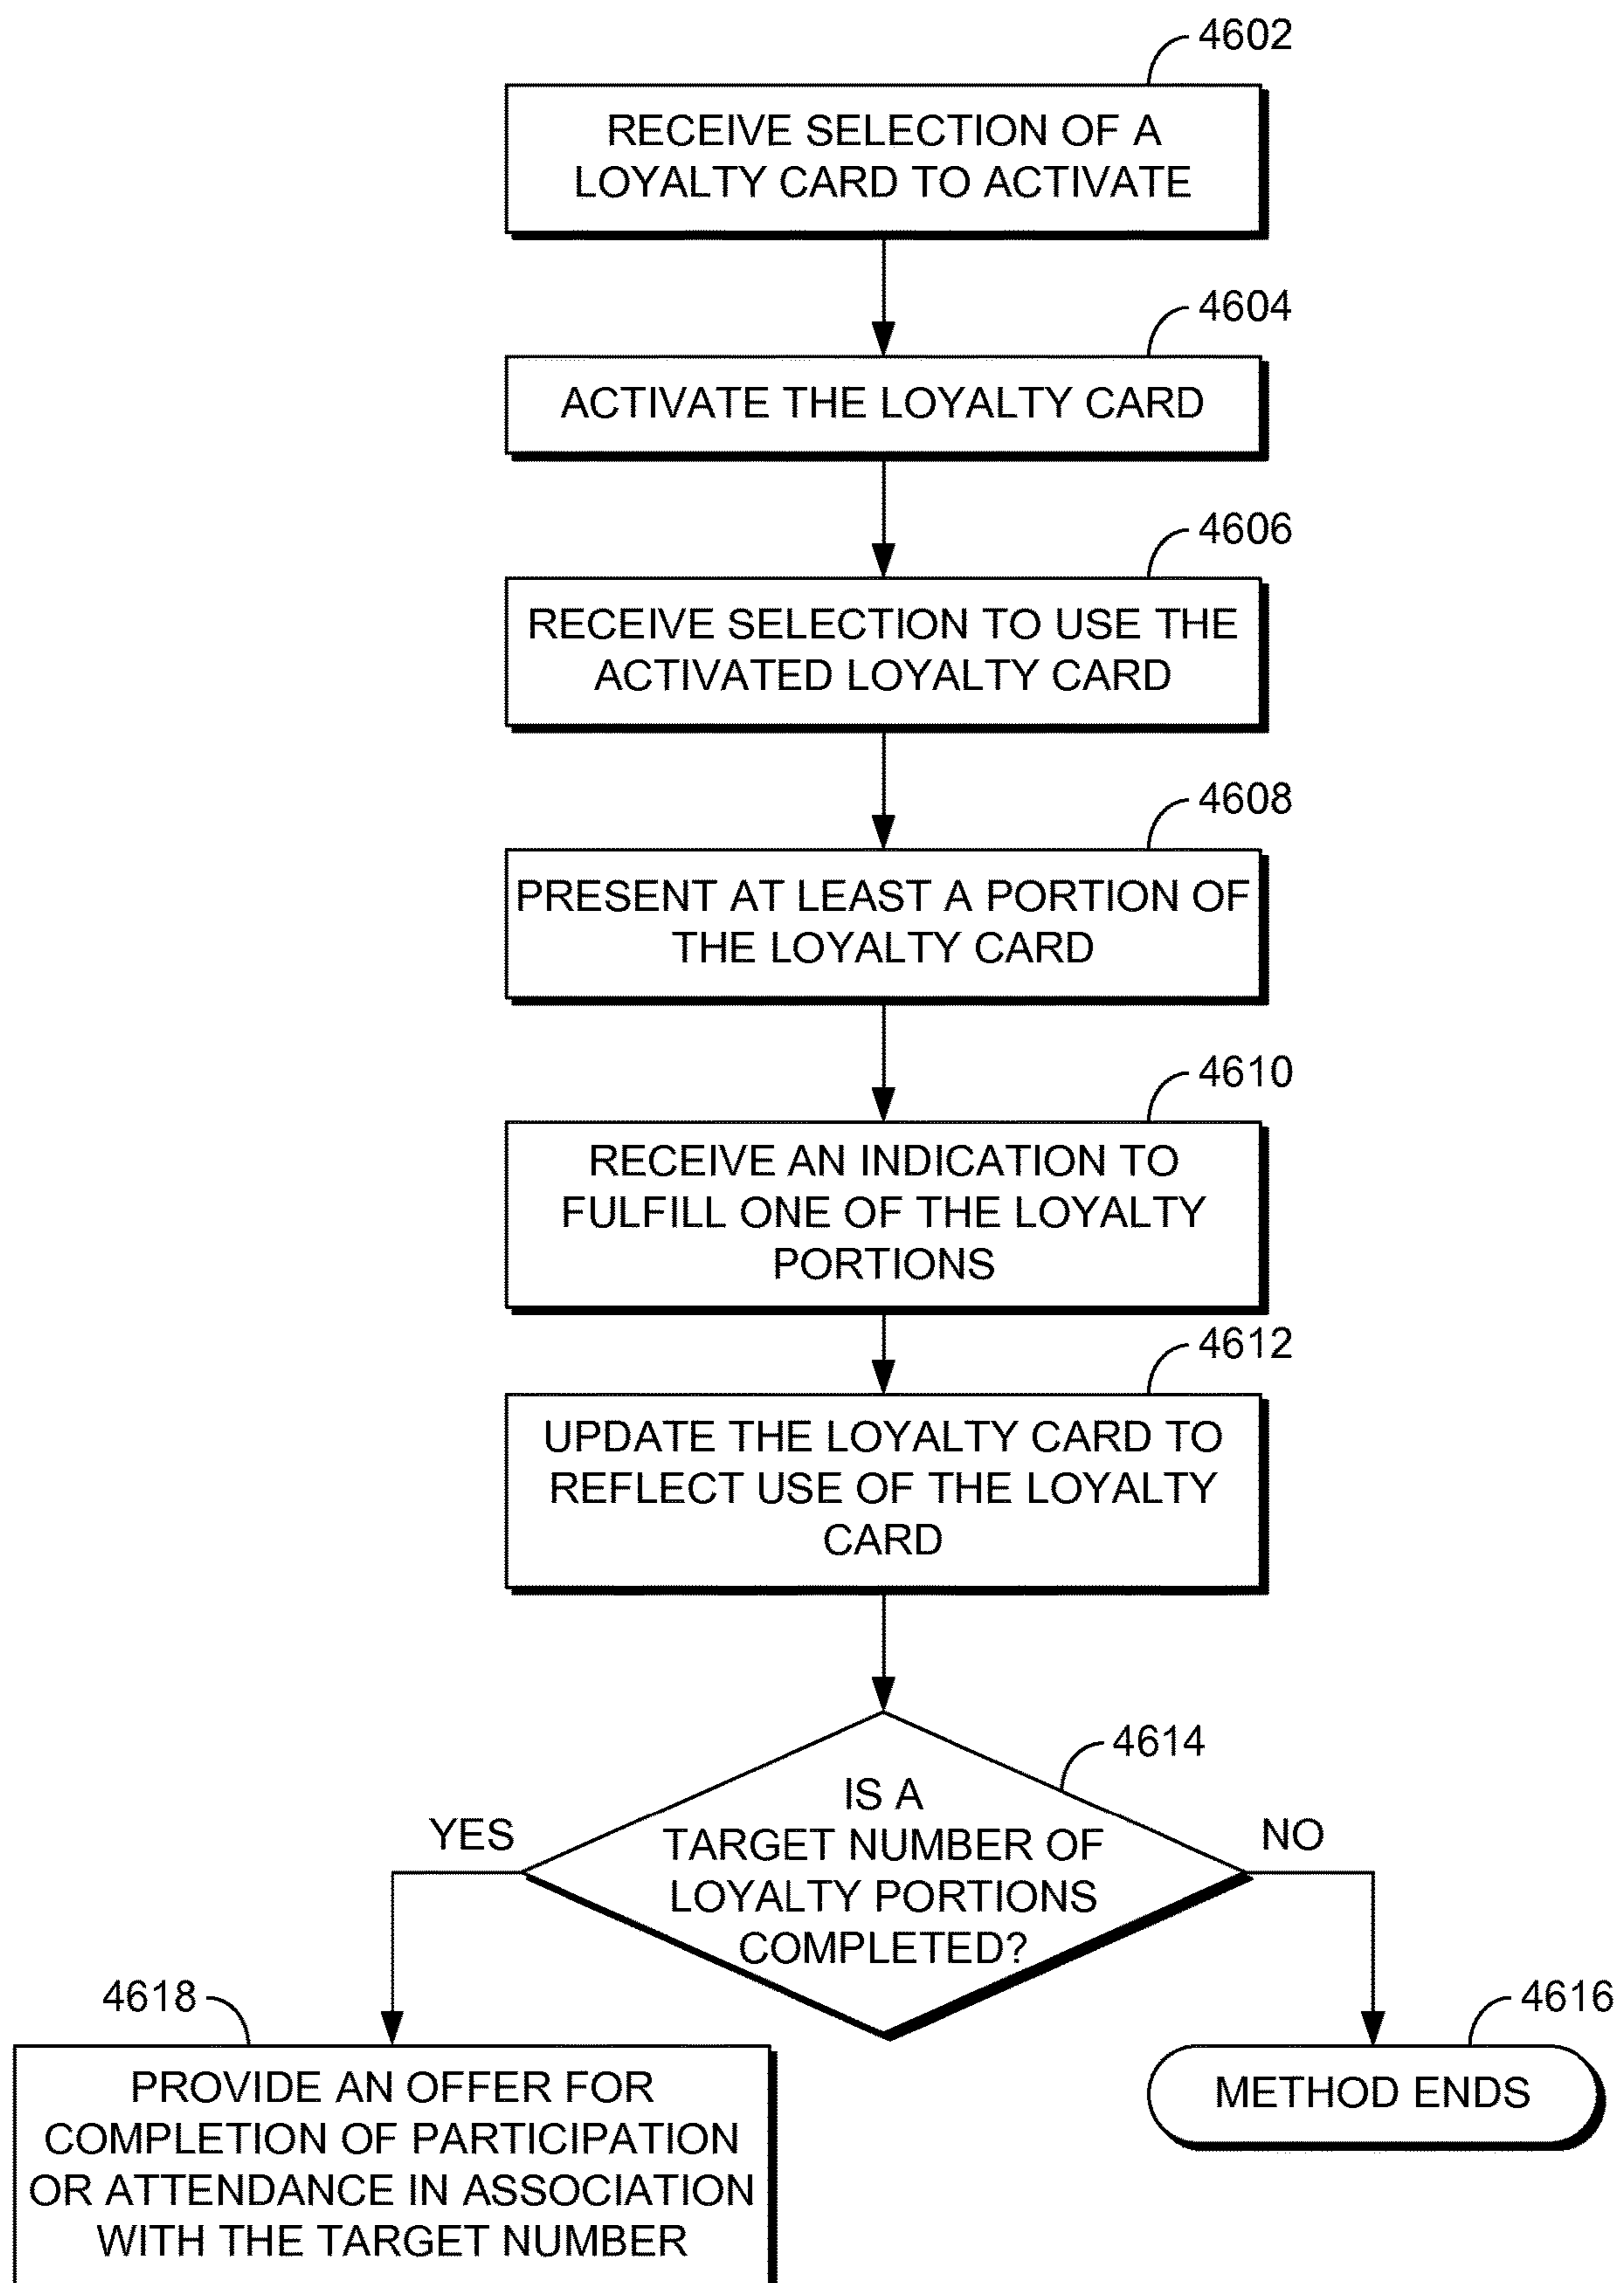 4602
RECEIVE SELECTION OF A
LOYALTY CARD TO ACTIVATE
4604
ACTIVATE THE LOYALTY CARD
4606
RECEIVE SELECTION TO USE THE
ACTIVATED LOYALTY CARD
4608
PRESENT AT LEAST A PORTION OF
THE LOYALTY CARD
4610
RECEIVE AN INDICATION TO
FULFILL ONE OF THE LOYALTY
PORTIONS
4612
UPDATE THE LOYALTY CARD TO
REFLECT USE OF THE LOYALTY
CARD
4614
IS A
TARGET NUMBER OF
LOYALTY PORTIONS
COMPLETED?
YES
NO
4618
PROVIDE AN OFFER FOR
COMPLETION OF PARTICIPATION
OR ATTENDANCE IN ASSOCIATION
WITH THE TARGET NUMBER
4616
METHOD ENDS